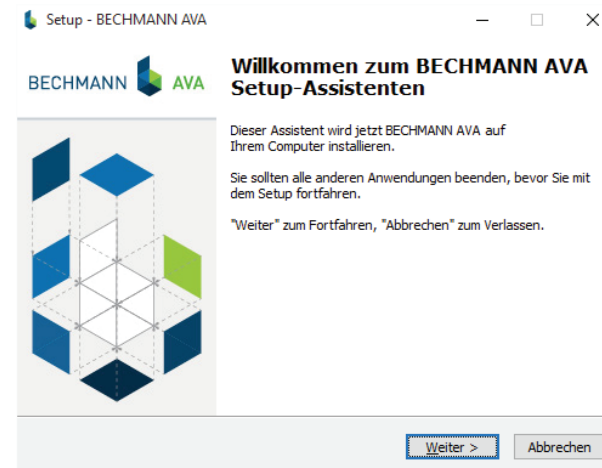 Setup - BECHMANN AVA
BECHMANN AVA
Willkommen zum BECHMANN AVA
Setup-Assistenten
Dieser Assistent wird jetzt BECHMANN AVA auf
Ihrem Computer installieren.
Sie sollten alle anderen Anwendungen beenden, bevor Sie mit
dem Setup fortfahren.
"Weiter" zum Fortfahren, "Abbrechen" zum Verlassen.
Weiter >
Abbrechen